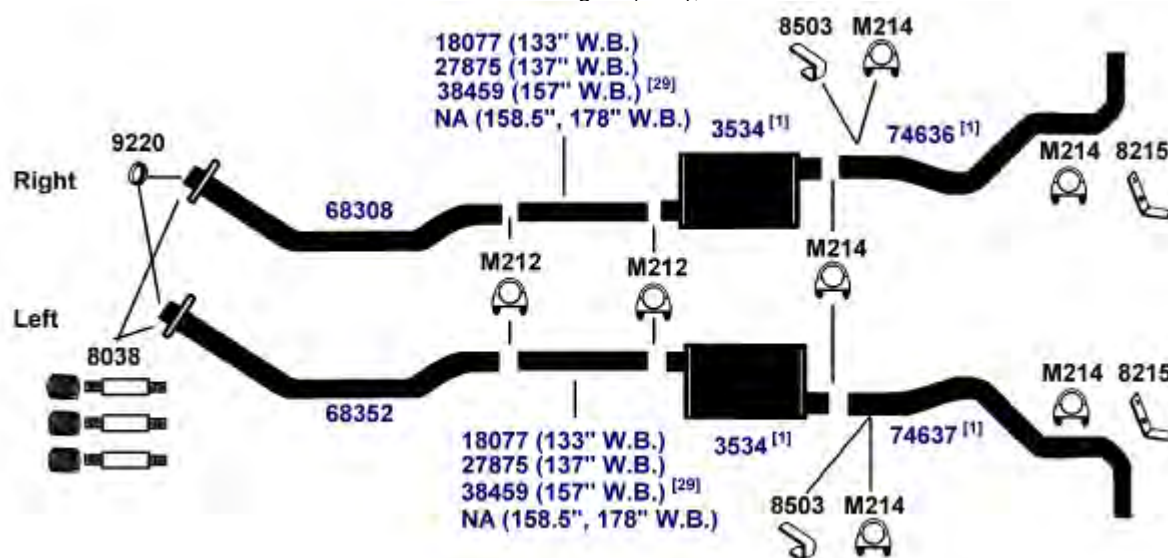 8503 M214
18077 (133" W.B.)
27875 (137" W.B.)
38459 (157" W.B.) [29]
NA (158.5", 178" W.B.)
3534 [1]
74636 [1]
9220
M214 8215
Right
68308
M212
M212
M214
Left
8038
68352
M214 8215
18077 (133" W.B.)
27875 (137" W.B.)
38459 (157" W.B.) [29]
NA (158.5", 178" W.B.)
3534 [1]
74637 [1]
8503 M214